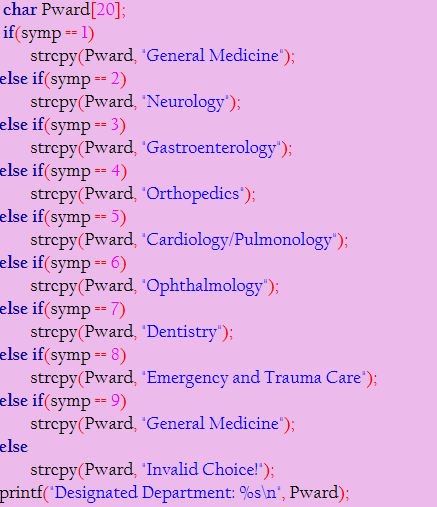 char Pward[20];
if(symp == 1)
strcpy(Pward, "General Medicine");
else if(symp == 2)
strcpy(Pward, "Neurology");
else if(symp == 3)
strcpy(Pward, "Gastroenterology");
else if(symp == 4)
strcpy(Pward, "Orthopedics");
else if(symp == 5)
strcpy(Pward, "Cardiology/Pulmonology");
else if(symp == 6)
strcpy(Pward, "Ophthalmology");
else if(symp == 7)
strcpy(Pward, "Dentistry");
else if(symp == 8)
strcpy(Pward, "Emergency and Trauma Care");
else if(symp == 9)
strcpy(Pward, "General Medicine");
else
strcpy(Pward, "Invalid Choice!");
printf("Designated Department: %s\n", Pward);